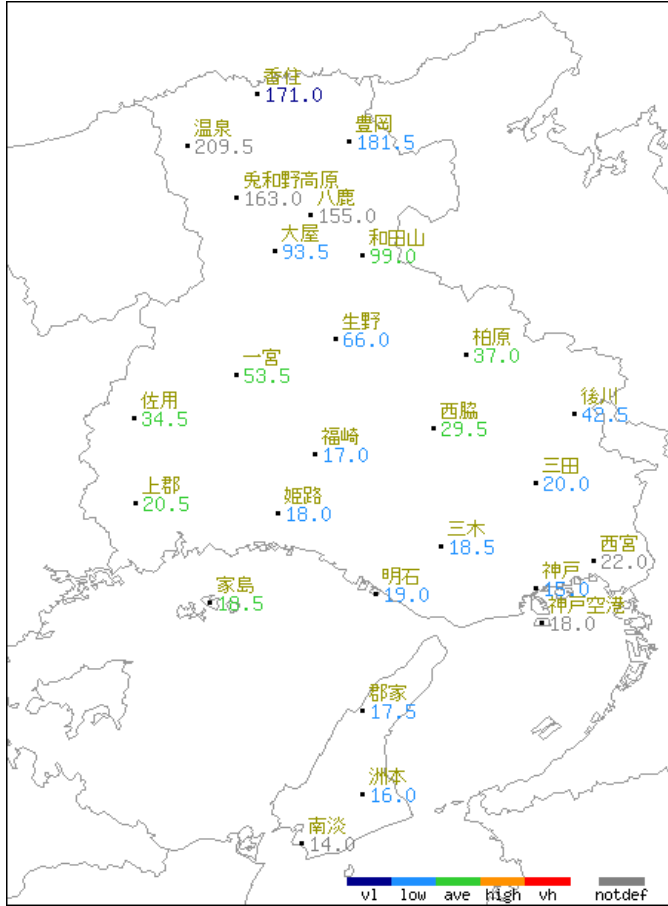 香住
171.0
温泉
209.5
豊岡
181.5
兎和野高原
163.0
八鹿
155.0
大屋
93.5
和田山
99.0
生野
66.0
柏原
37.0
一宮
53.5
佐用
34.5
後川
42.5
西脇
29.5
福崎
17.0
三田
20.0
上郡
20.5
姫路
18.0
三木
18.5
西宮
22.0
家島
18.5
明石
19.0
神戸
15.0
神戸空港
18.0
郡家
17.5
洲本
16.0
南淡
14.0
vl low ave high vh notdef